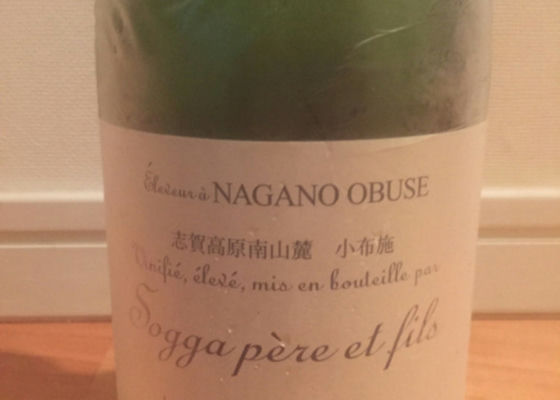 Éleveur à NAGANO OBUSE
志賀高原南山麓 小布施
Vinifié, élevé, mis en bouteille par
Sogga père et fils